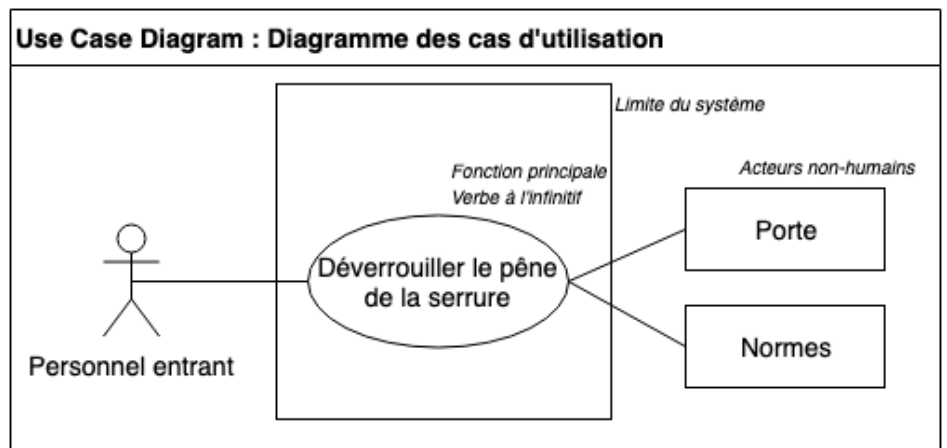 Use Case Diagram : Diagramme des cas d'utilisation
Limite du système
Fonction principale
Verbe à l'infinitif
Acteurs non-humains
Porte
Déverrouiller le pêne
de la serrure
Normes
Personnel entrant